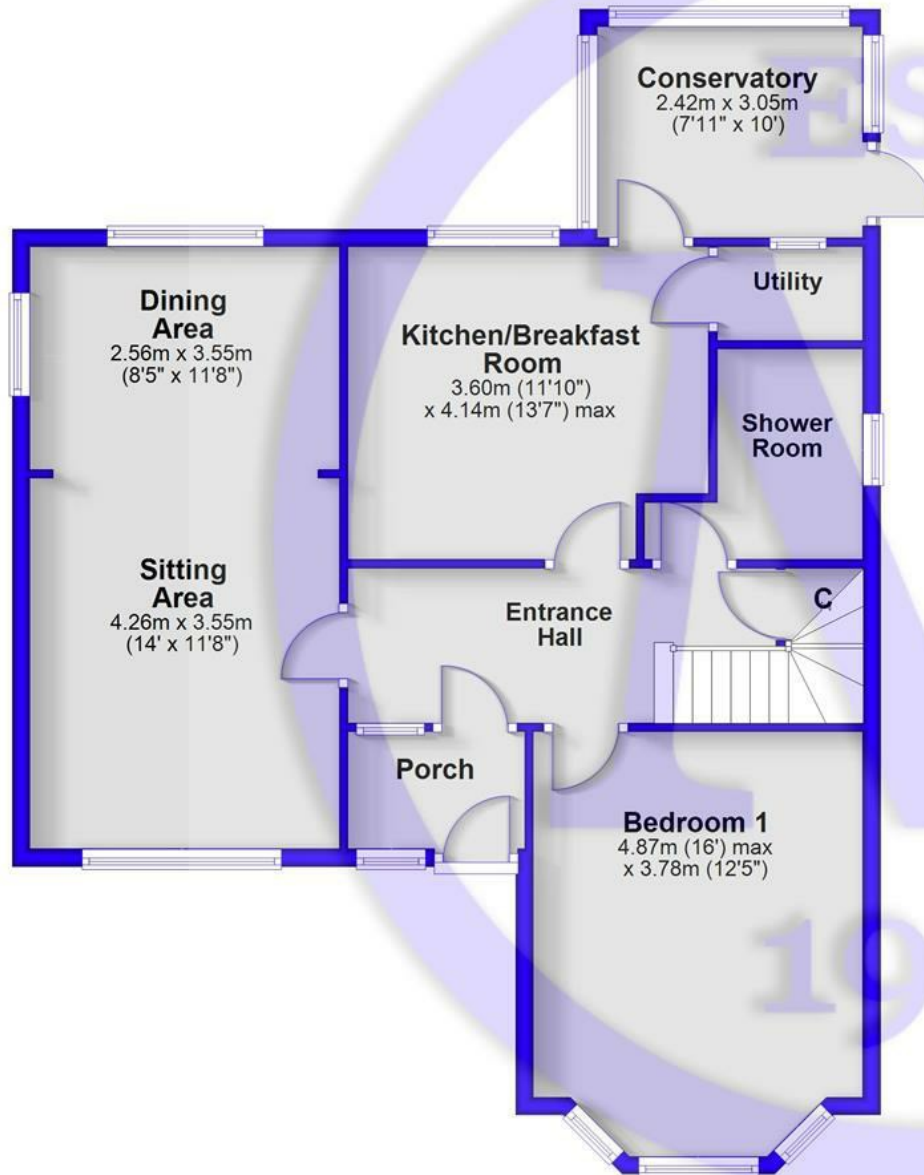 Conservatory
2.42m x 3.05m
(7'11" x 10')
ES
Dining
Area
2.56m x 3.55m
(8'5" x 11'8")
Kitchen/Breakfast
Room
3.60m (11'10")
x 4.14m (13'7") max
Utility
Shower
Room
Sitting
Area
4.26m x 3.55m
(14' x 11'8")
Entrance
Hall
C
Porch
Bedroom 1
4.87m (16') max
x 3.78m (12'5")
19